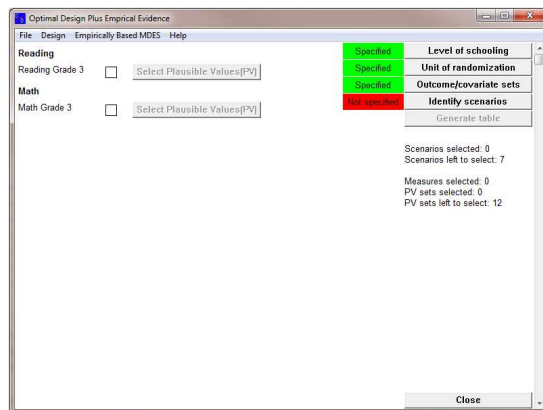 Optimal Design Plus Emprical Evidence
File Design Empirically Based MDES Help
Reading
Reading Grade 3 Select Plausible Values[PV]
Math
Math Grade 3 Select Plausible Values[PV]
Specified Level of schooling
Specified Unit of randomization
Specified Outcome/covariate sets
Not specified Identify scenarios
Generate table
Scenarios selected: 0
Scenarios left to select: 7
Measures selected: 0
PV sets selected: 0
PV sets left to select: 12
Close